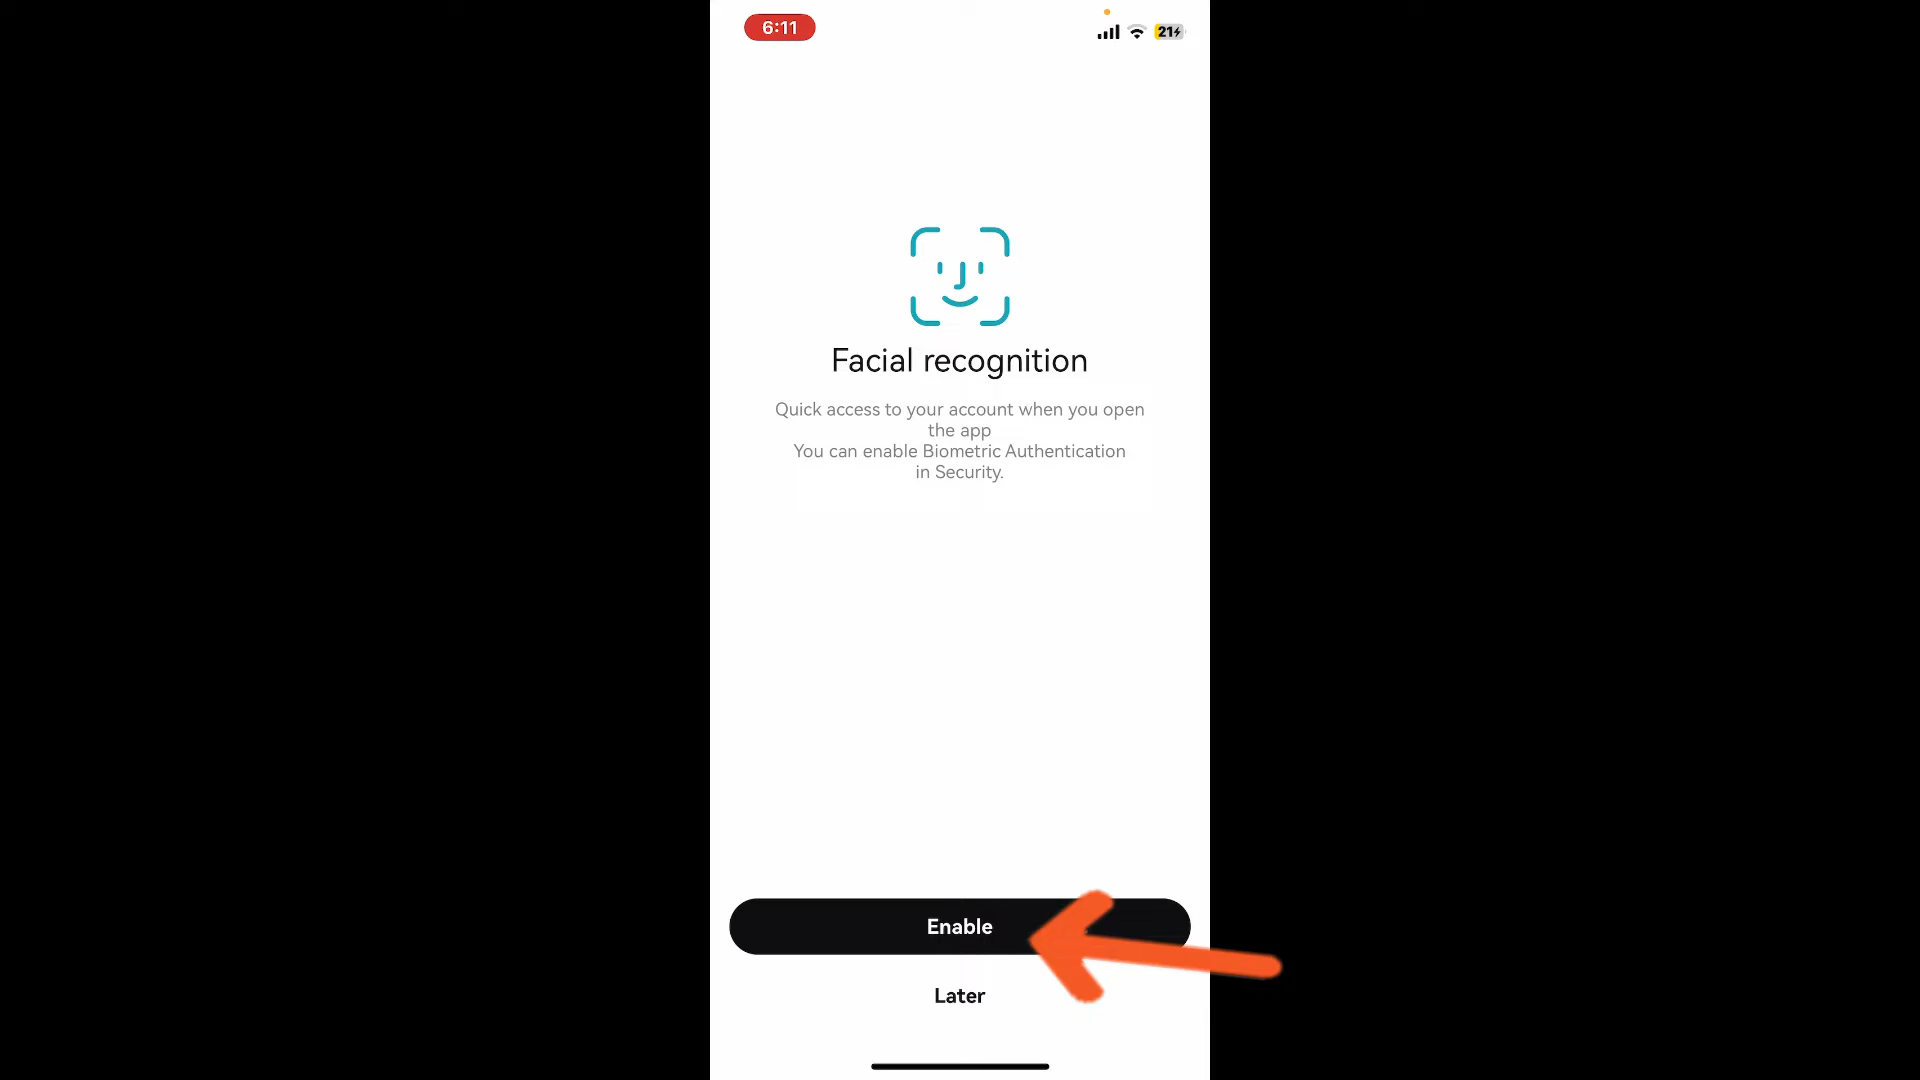 6:11
21
Facial recognition
Quick access to your account when you open
the app
You can enable Biometric Authentication
in Security.
Enable
Later